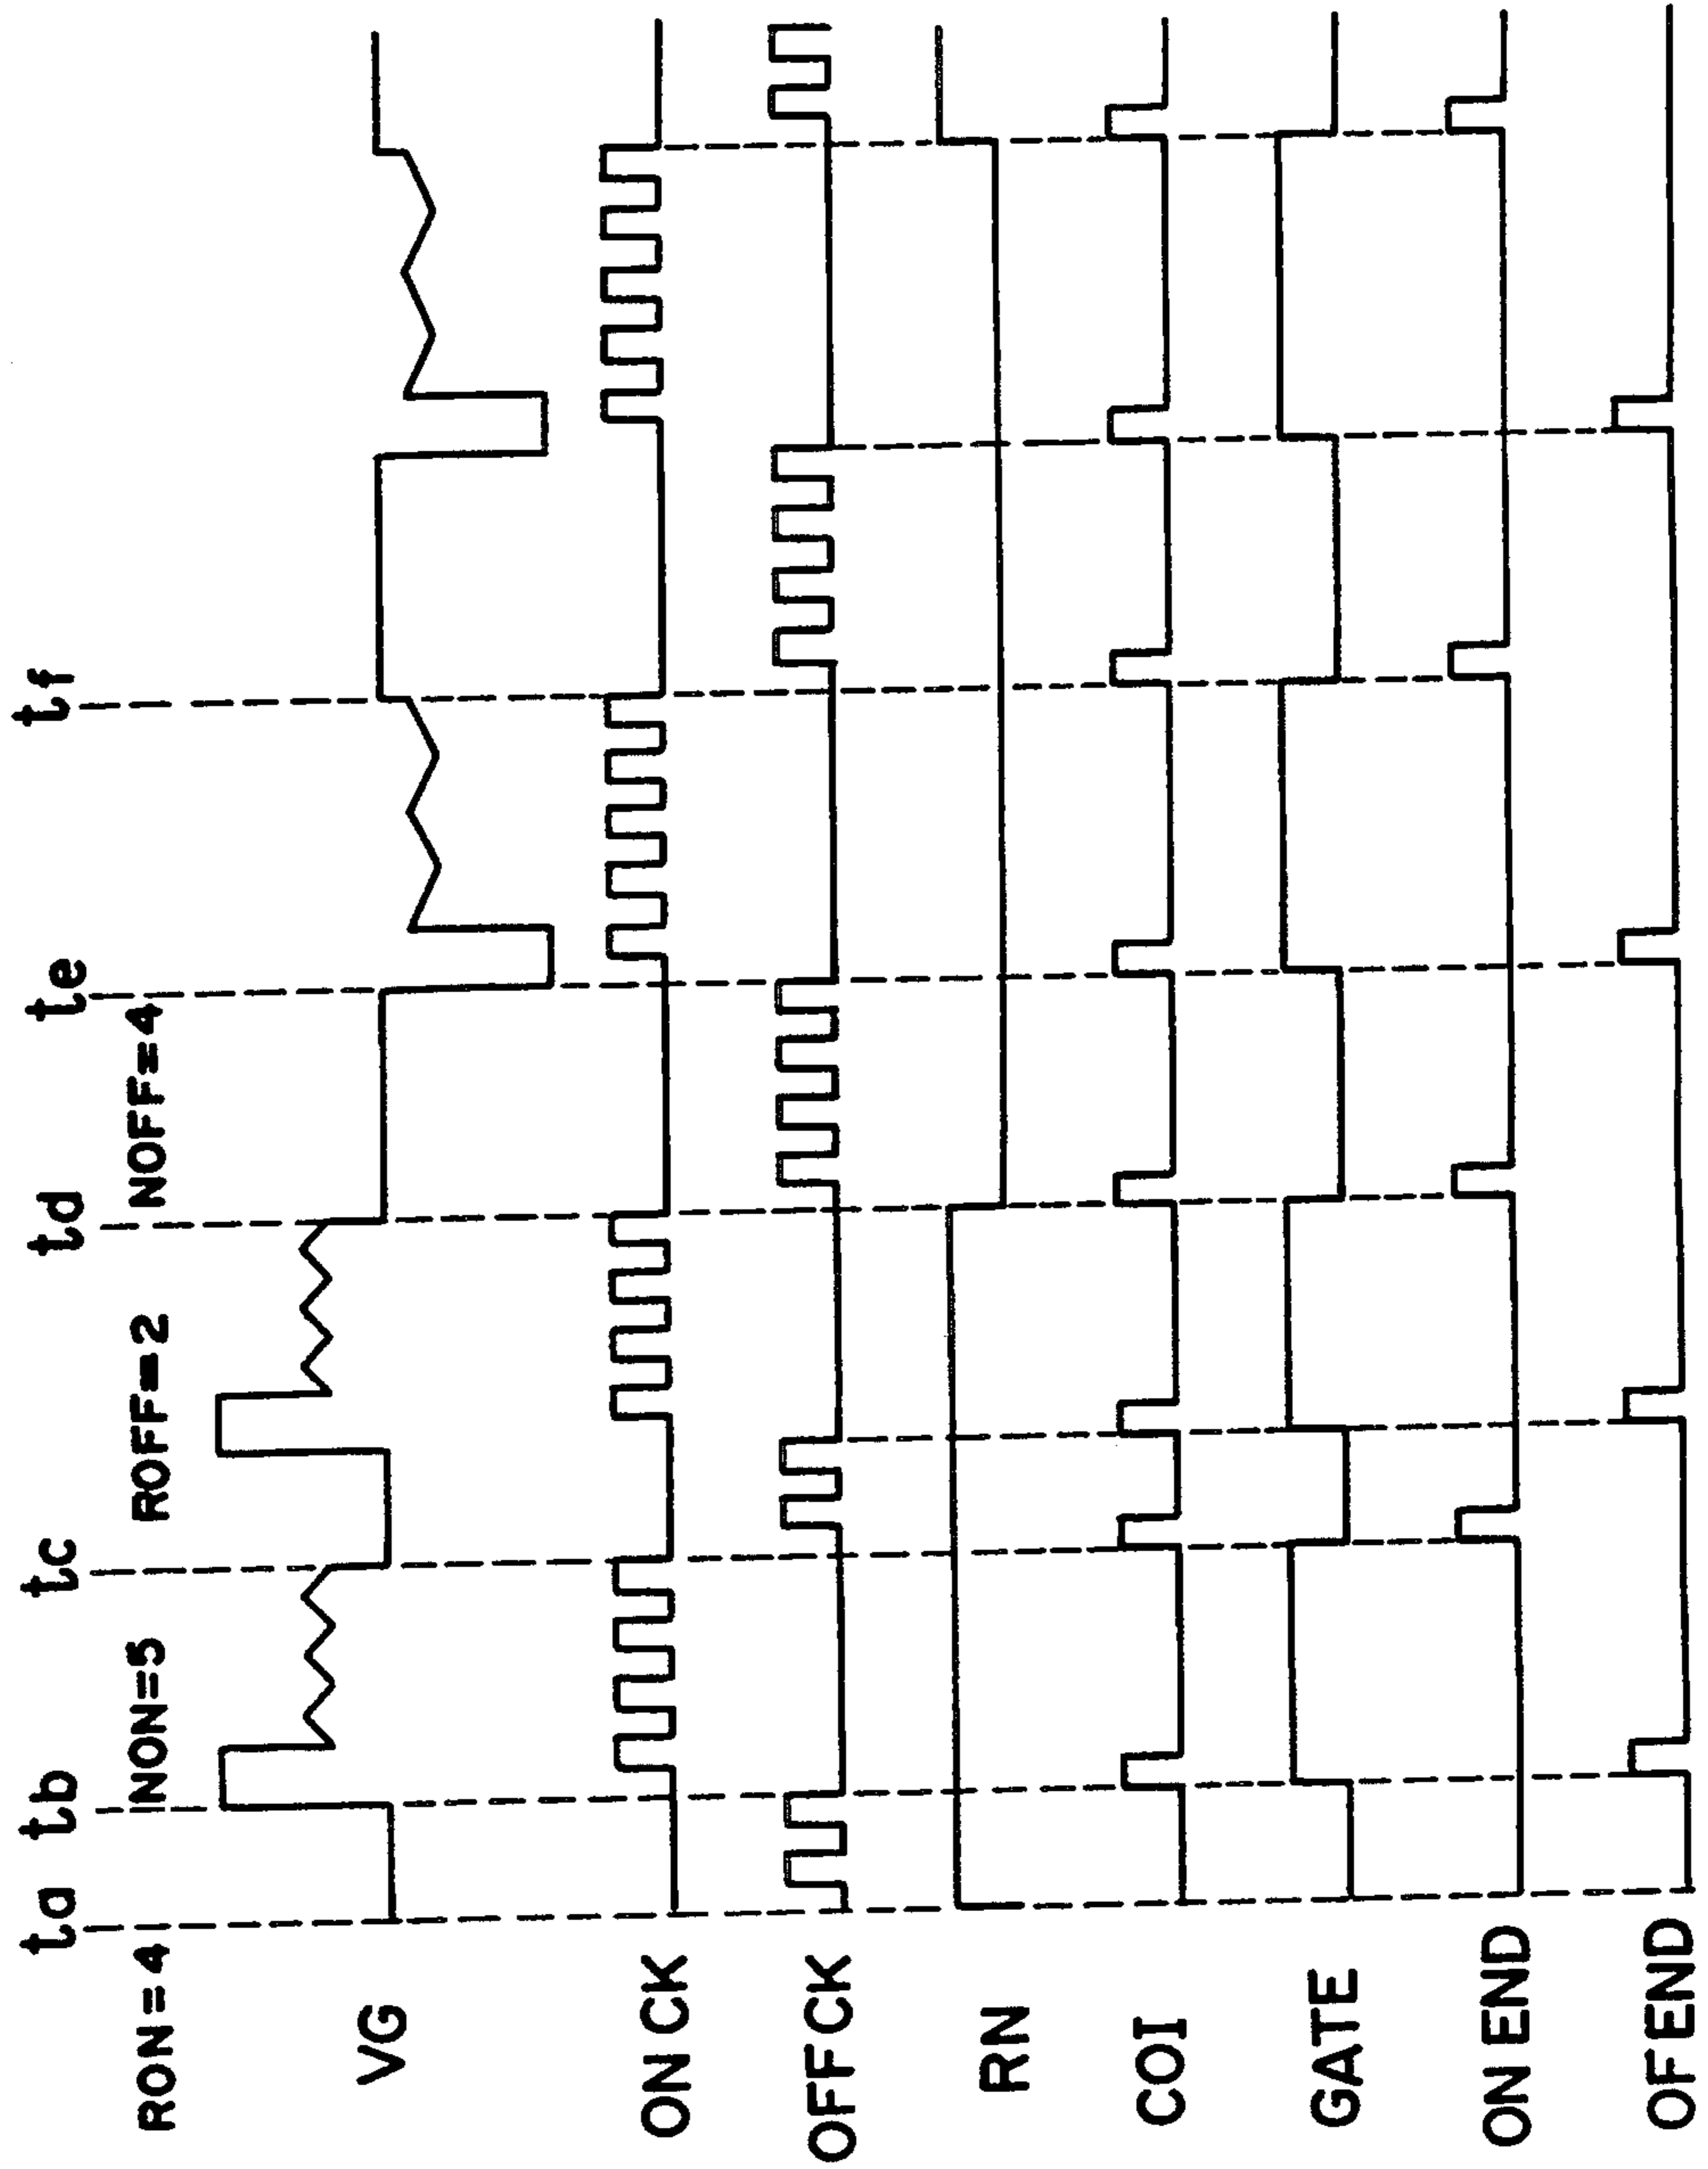 ta tb tc td te tf
RON=4 NON=5 ROFF=2 NOFF=4
VG
ON CK
OFF CK
RN
COI
GATE
ON END
OF END